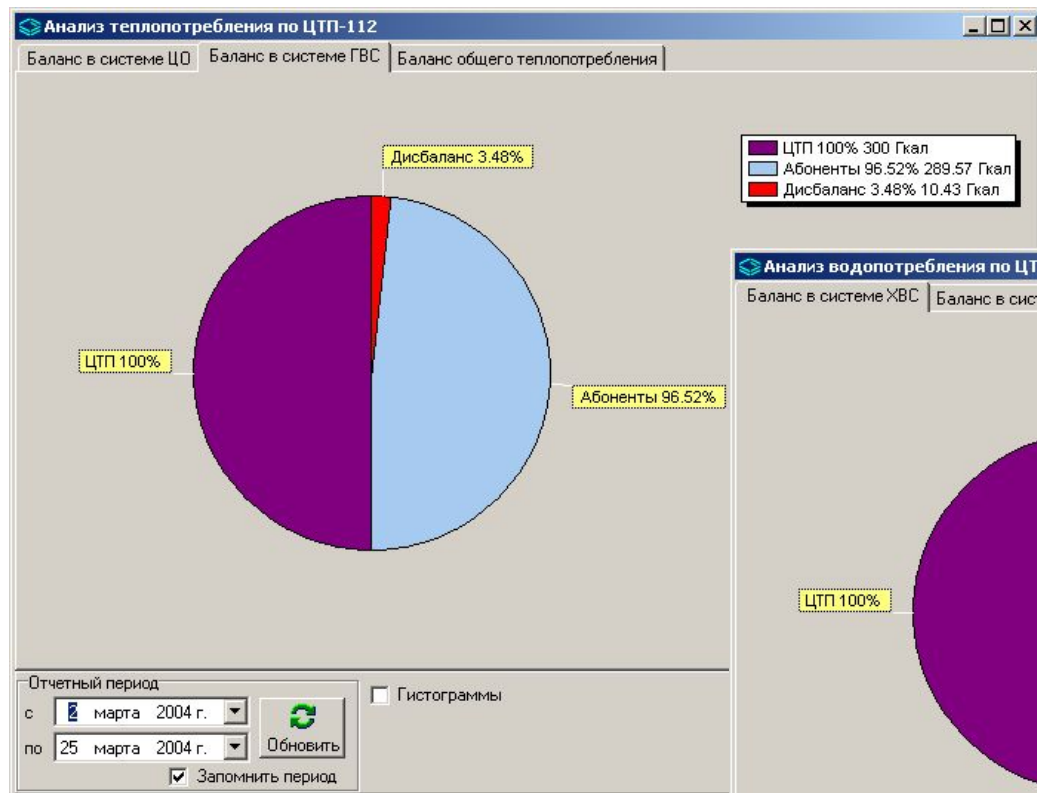 Анализ теплопотребления по ЦТП-112
Баланс в системе ЦО
Баланс в системе ГВС
Баланс общего теплопотребления
Дисбаланс 3.48%
ЦТП 100% 300 Гкал
Абоненты 96.52% 289.57 Гкал
Дисбаланс 3.48% 10.43 Гкал
ЦТП 100%
Абоненты 96.52%
Анализ водопотребления по
Баланс в системе ХВС
Баланс в
ЦТП 100%
Отчетный период
с 2 марта 2004 г.
по 25 марта 2004 г.
Обновить
Запомнить период
Гистограммы